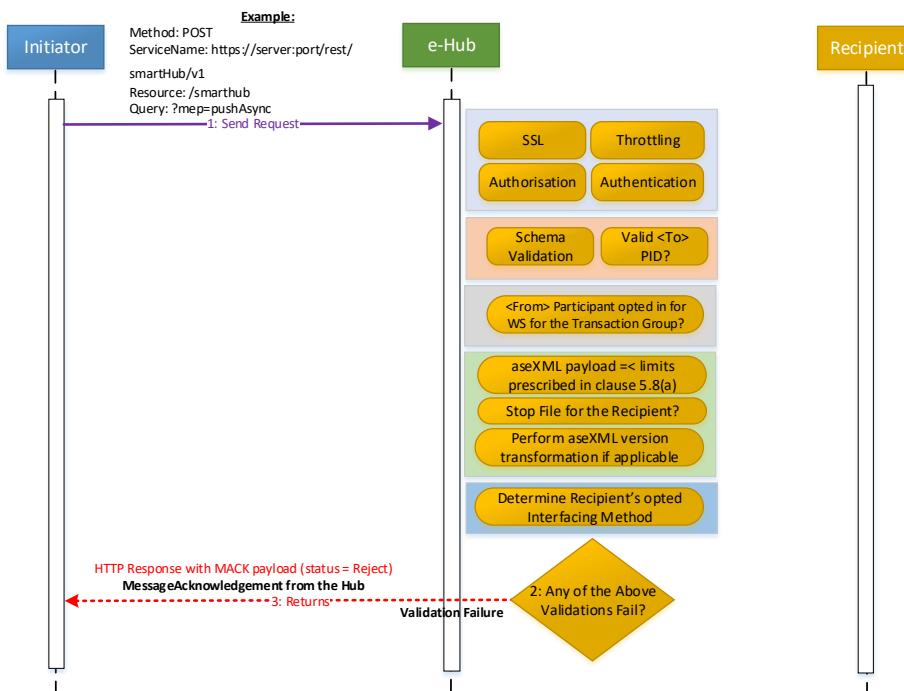 Example:
Method: POST
ServiceName: https://server:port/rest/
smartHub/v1
Resource: /smarthub
Query: ?mep=pushAsync
Initiator
e-Hub
Recipient
1: Send Request
SSL
Throttling
Authorisation
Authentication
Schema
Validation
Valid <To>
PID?
<From> Participant opted in for
WS for the Transaction Group?
aseXML payload =< limits
prescribed in clause 5.8(a)
Stop File for the Recipient?
Perform aseXML version
transformation if applicable
Determine Recipient's opted
Interfacing Method
HTTP Response with MACK payload (status = Reject)
MessageAcknowledgement from the Hub
3: Returns
Validation Failure
2: Any of the Above
Validations Fail?